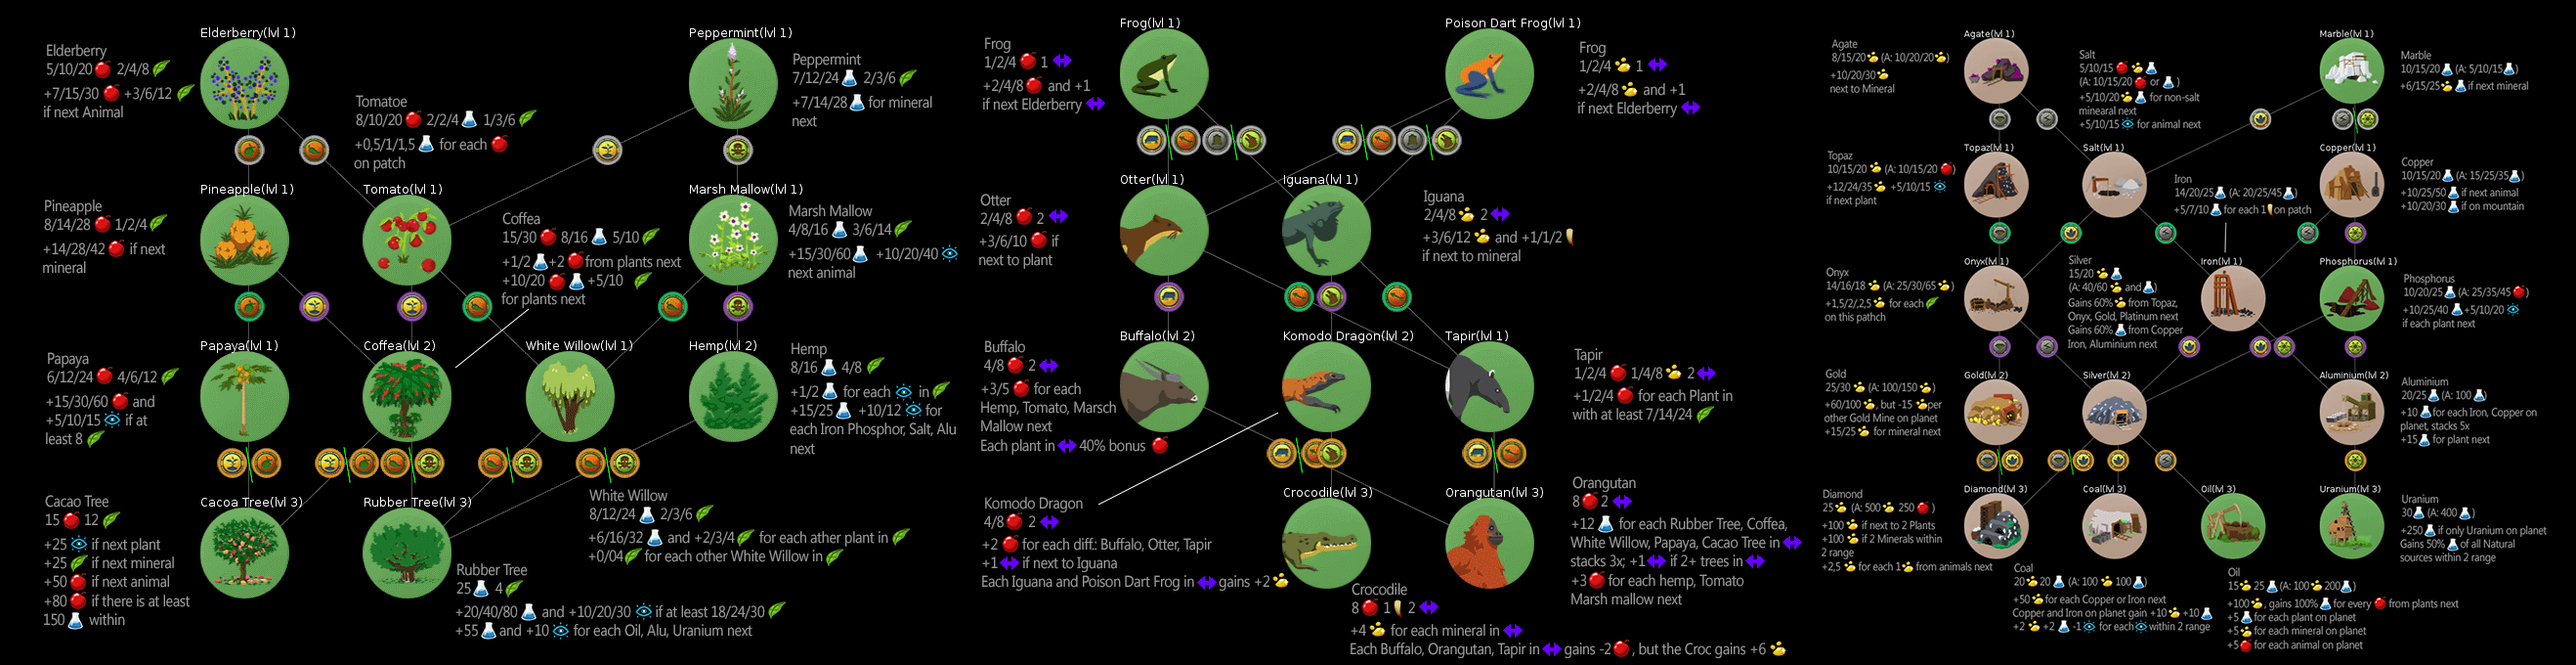 Elderberry(lvl 1)
Elderberry
5/10/20 2/4/8
+7/15/30 +3/6/12
if next Animal
Peppermint(lvl 1)
Peppermint
7/12/24 2/3/6
+7/14/28 for mineral
next
Tomatoe
8/10/20 2/2/4 1/3/6
+0,5/1/1,5 for each
on patch
Pineapple(lvl 1)
Pineapple
8/14/28 1/2/4
+14/28/42 if next
mineral
Tomato(lvl 1)
Marsh Mallow(lvl 1)
Marsh Mallow
4/8/16 3/6/14
+15/30/60 +10/20/40
next animal
Coffea
15/30 8/16 5/10
+1/2 +2 from plants next
+10/20 +5/10
for plants next
Papaya(lvl 1)
Papaya
6/12/24 4/6/12
+15/30/60 and
+5/10/15 if at
least 8
Coffea(lvl 2)
White Willow(lvl 1)
Hemp(lvl 2)
Hemp
8/16 4/8
+1/2 for each in
+15/25 +10/12 for
each Iron Phosphor, Salt, Alu
next
Cacao Tree
15 12
+25 if next plant
+25 if next mineral
+50 if next animal
+80 if there is at least
150 within
Cacoa Tree(lvl 3)
Rubber Tree(lvl 3)
White Willow
8/12/24 2/3/6
+6/16/32 and +2/3/4 for each ather plant in
+0/04 for each other White Willow in
Rubber Tree
25 4
+20/40/80 and +10/20/30 if at least 18/24/30
+55 and +10 for each Oil, Alu, Uranium next
Frog(lvl 1)
Frog
1/2/4 1
+2/4/8 and +1
if next Elderberry
Poison Dart Frog(lvl 1)
Frog
1/2/4 1
+2/4/8 and +1
if next Elderberry
Otter(lvl 1)
Otter
2/4/8 2
+3/6/10 if
next to plant
Iguana(lvl 1)
Iguana
2/4/8 2
+3/6/12 and +1/1/2
if next to mineral
Buffalo(lvl 2)
Buffalo
4/8 2
+3/5 for each
Hemp, Tomato, Marsch
Mallow next
Each plant in 40% bonus
Komodo Dragon(lvl 2)
Tapir(lvl 1)
Tapir
1/2/4 1/4/8 2
+1/2/4 for each Plant in
with at least 7/14/24
Komodo Dragon
4/8 2
+2 for each diff.: Buffalo, Otter, Tapir
+1 if next to Iguana
Each Iguana and Poison Dart Frog in gains +2
Crocodile(lvl 3)
Orangutan(lvl 3)
Orangutan
8 2
+12 for each Rubber Tree, Coffea,
White Willow, Papaya, Cacao Tree in
stacks 3x; +1 if 2+ trees in
+3 for each hemp, Tomato
Marsh mallow next
Crocodile
8 1 2
+4 for each mineral in
Each Buffalo, Orangutan, Tapir in gains -2, but the Croc gains +6
Agate(lvl 1)
Agate
8/15/20 (A: 10/20/20)
+10/20/30
next to Mineral
Salt
5/10/15
(A: 10/15/20 or )
+5/10/20 for non-salt
minearal next
+5/10/15 for animal next
Marble(lvl 1)
Marble
10/15/20 (A: 5/10/15)
+6/15/25 if next mineral
Topaz(lvl 1)
Topaz
10/15/20 (A: 10/15/20)
+12/24/35 +5/10/15
if next plant
Salt(lvl 1)
Iron
14/20/25 (A: 20/25/45)
+5/7/10 for each 1 on patch
Copper(lvl 1)
Copper
10/15/20 (A: 15/25/35)
+10/25/50 if next animal
+10/20/30 if on mountain
Onyx(lvl 1)
Onyx
14/16/18 (A: 25/30/65)
+1,5/2/,2,5 for each
on this pathch
Silver
15/20
(A: 40/60 and )
Gains 60% from Topaz,
Onyx, Gold, Platinum next
Gains 60% from Copper
Iron, Aluminium next
Iron(lvl 1)
Phosphorus(lvl 1)
Phosphorus
10/20/25 (A: 25/35/45)
+10/25/40 +5/10/20
if each plant next
Gold(lvl 2)
Gold
25/30 (A: 100/150)
+60/100, but -15 per
other Gold Mine on planet
+15/25 for mineral next
Silver(lvl 2)
Aluminium(lvl 2)
Aluminium
20/25 (A: 100)
+10 for each Iron, Copper on
planet, stacks 5x
+15 for plant next
Diamond(lvl 3)
Diamond
25 (A: 500 250)
+100 if next to 2 Plants
+100 if 2 Minerals within
2 range
+2,5 for each 1 from animals next
Coal(lvl 3)
Oil(lvl 3)
Uranium(lvl 3)
Uranium
30 (A: 400)
+250 if only Uranium on planet
Gains 50% of all Natural
sources within 2 range
Coal
20 20 (A: 100 100)
+50 for each Copper or Iron next
Copper and Iron on planet gain +10 +10
+2 +2 -1 for each within 2 range
Oil
15 25 (A: 100 200)
+100, gains 100% for every from plants next
+5 for each plant on planet
+5 for each mineral on planet
+5 for each animal on planet